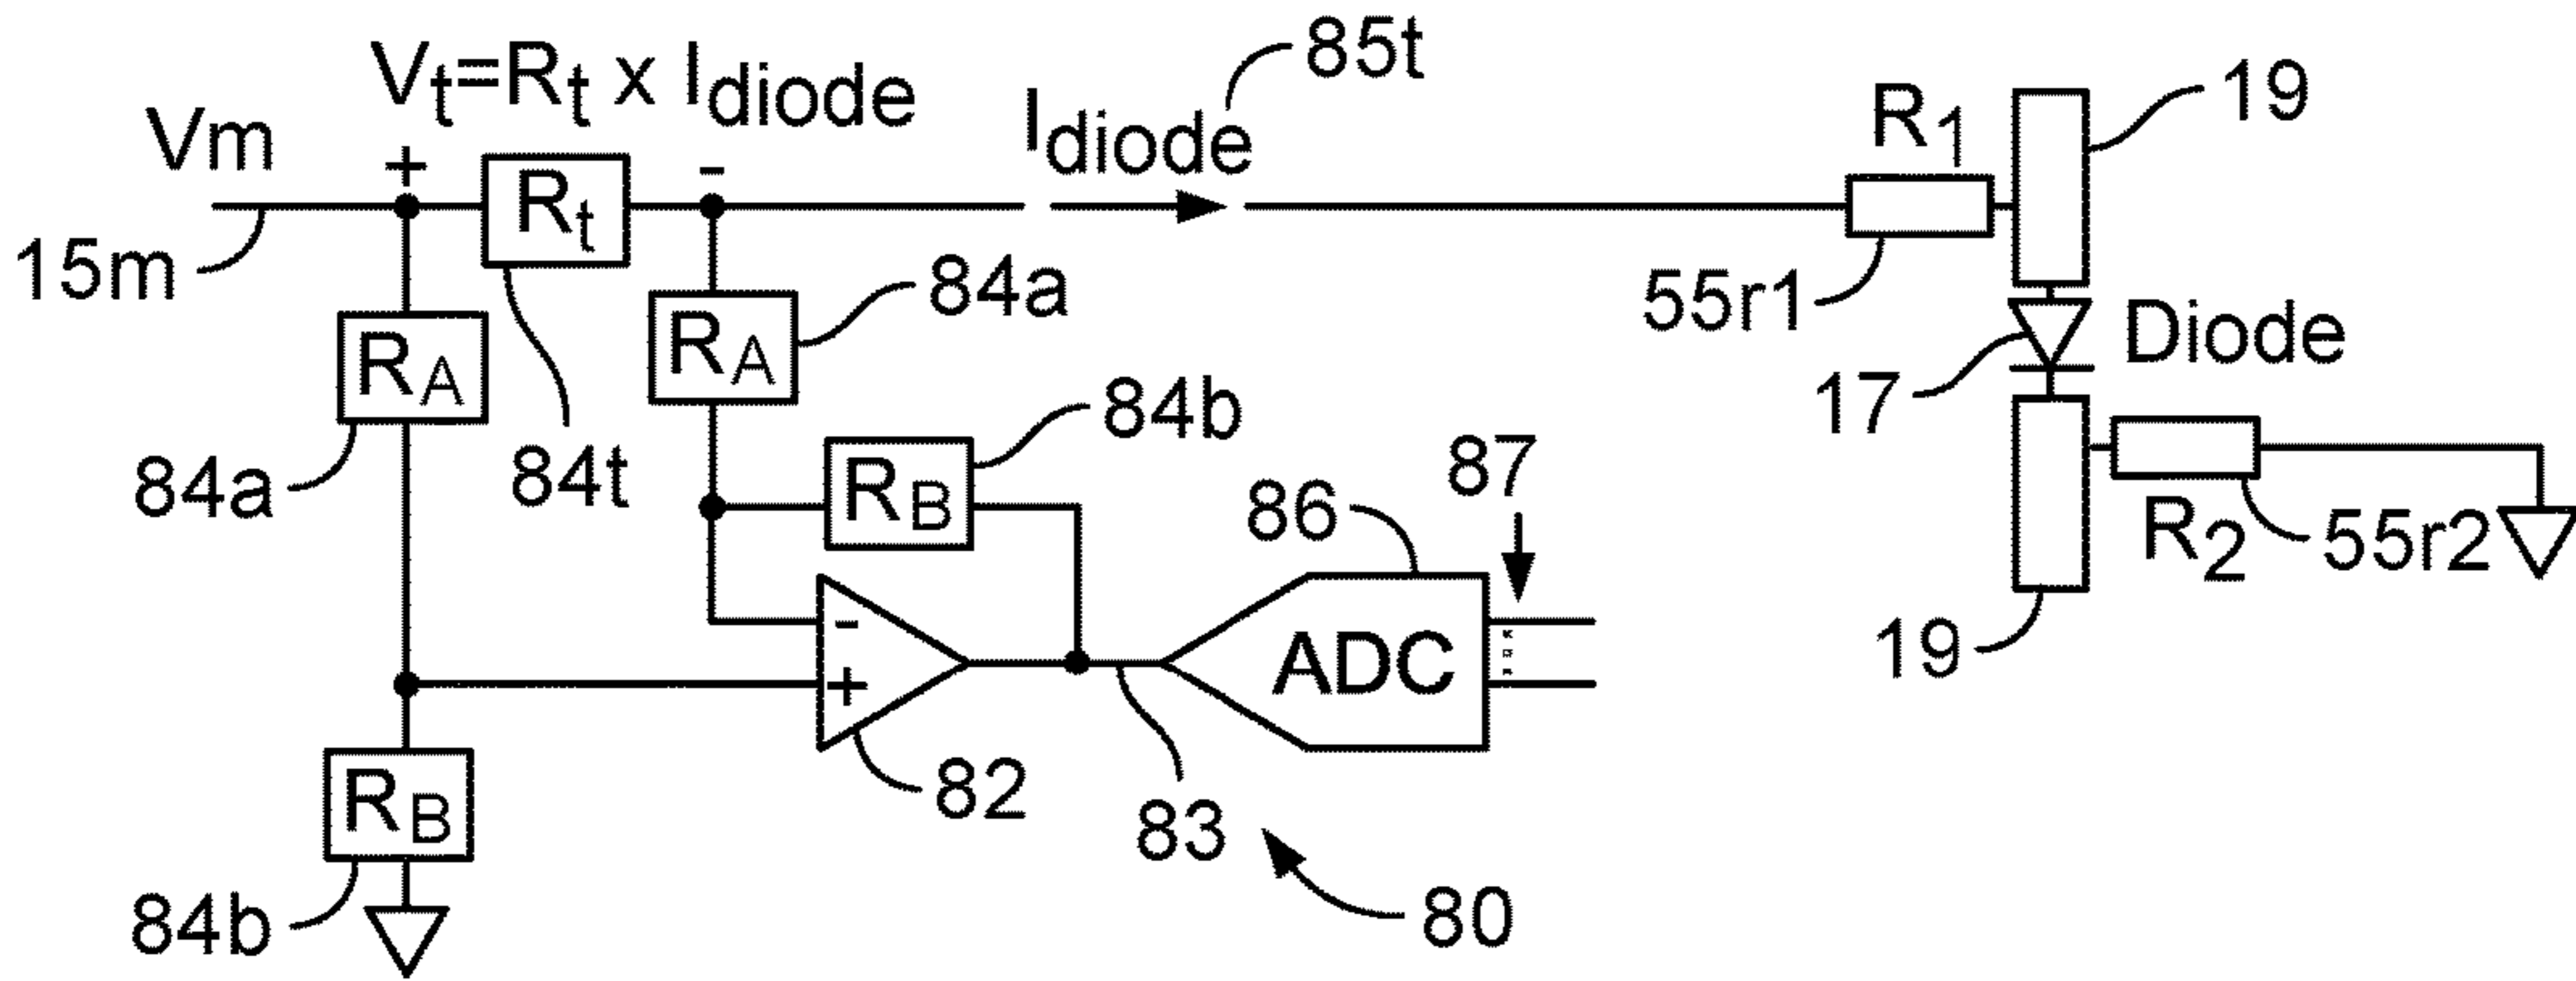 Vt=Rt x Idiode
85t
Vm
+
-
Idiode
R1
19
Rt
15m
84a
55r1
RA
RA
Diode
17
84b
84t
84a
RB
87
86
R2
55r2
-
ADC
19
+
82
83
RB
80
84b